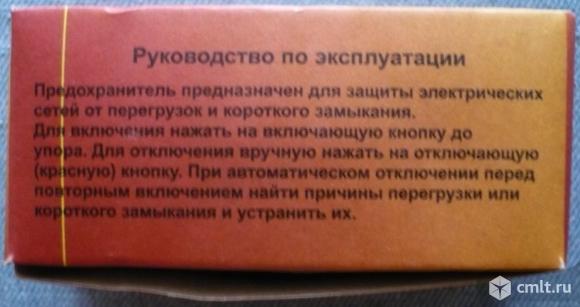 Руководство по эксплуатации
Предохранитель предназначен для защиты электрических
сетей от перегрузок и короткого замыкания.
Для включения нажать на включающую кнопку до
упора. Для отключения вручную нажать на отключающую
(красную) кнопку. При автоматическом отключении перед
повторным включением найти причины перегрузки или
короткого замыкания и устранить их.
cmlt.ru